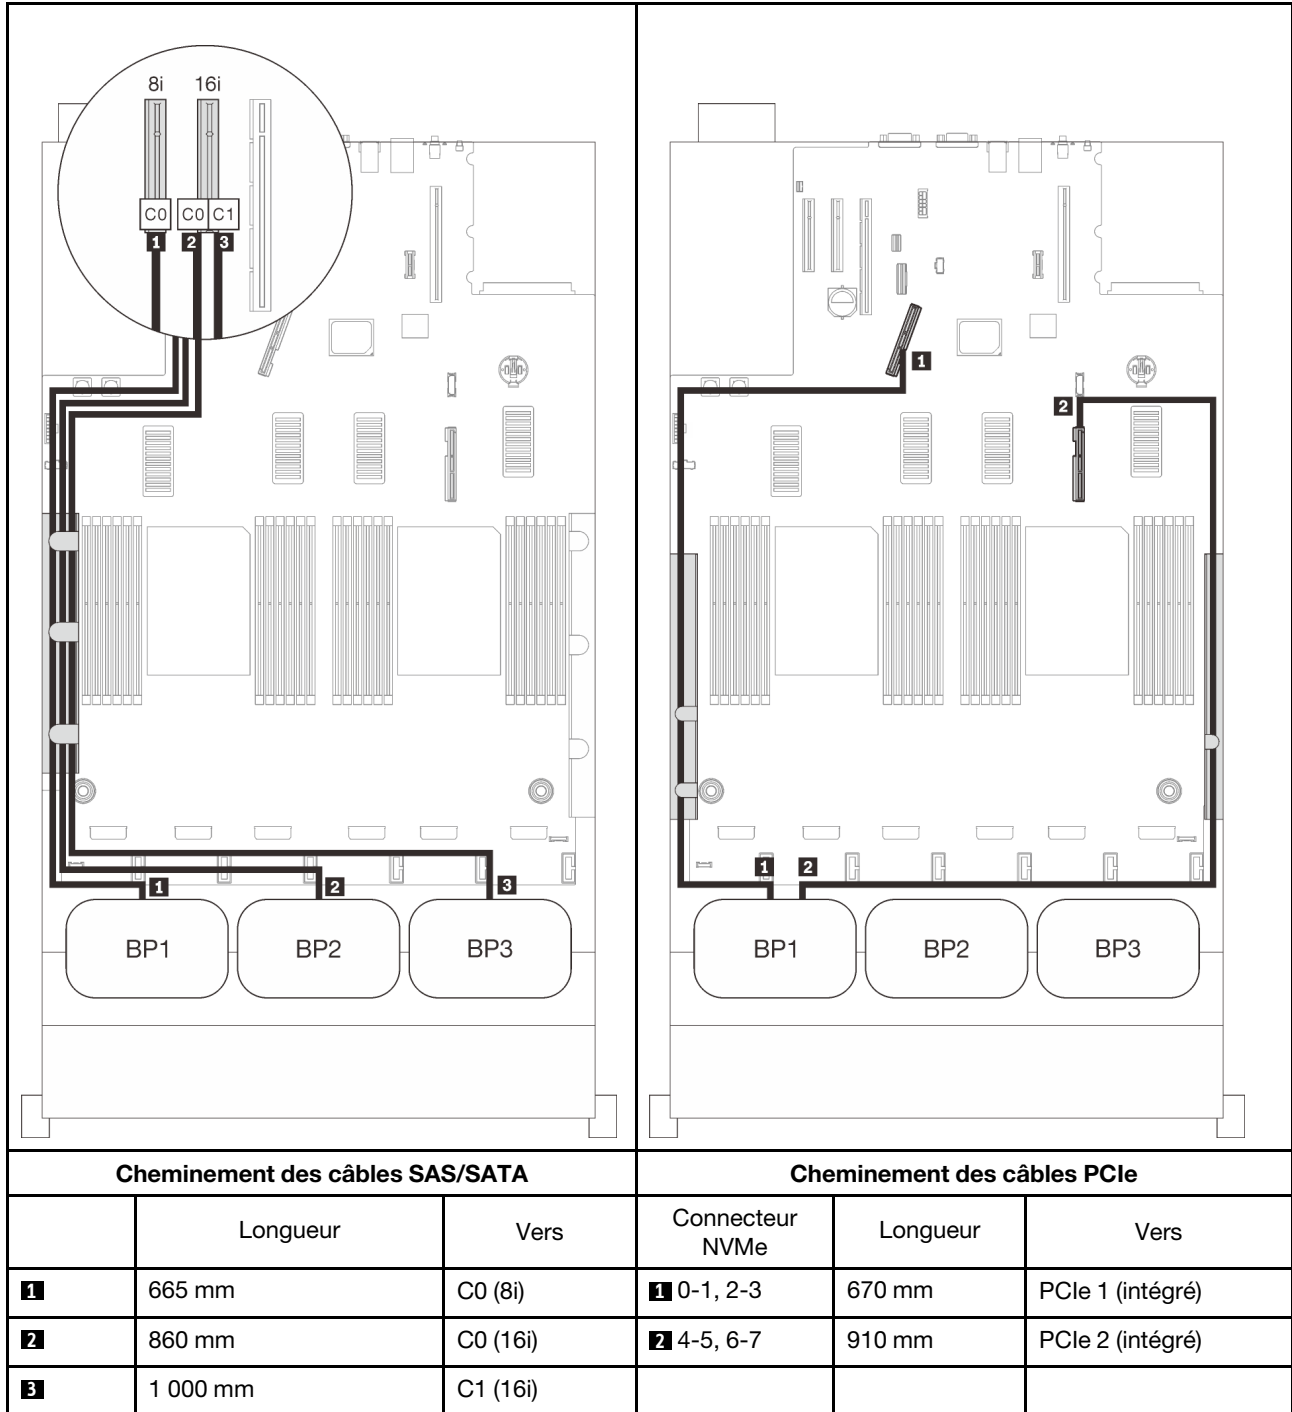 8i 16i
C0 C0 C1
1 2 3
1
2
1 2 3
1 2
BP1 BP2 BP3
BP1 BP2 BP3
Cheminement des câbles SAS/SATA
Cheminement des câbles PCIe
Longueur Vers
Connecteur NVMe Longueur Vers
1 665 mm C0 (8i) 1 0-1, 2-3 670 mm PCIe 1 (intégré)
2 860 mm C0 (16i) 2 4-5, 6-7 910 mm PCIe 2 (intégré)
3 1 000 mm C1 (16i)